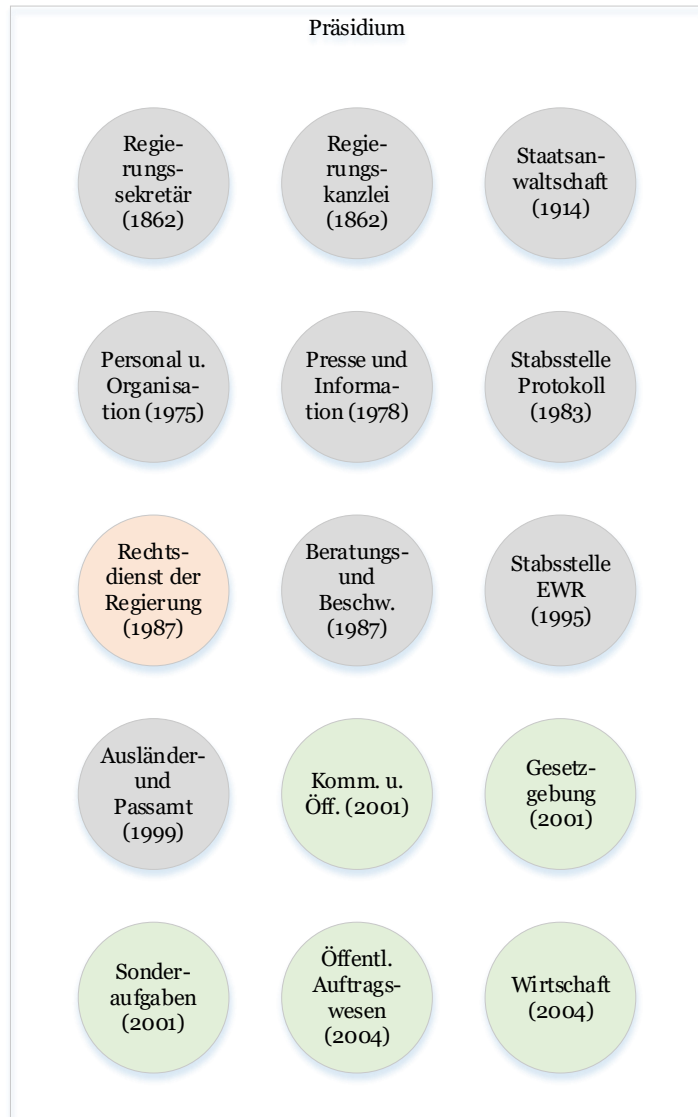 Präsidium
Regie-
rungs-
sekretär
(1862)
Regie-
rungs-
kanzlei
(1862)
Staatsan-
waltschaft
(1914)
Personal u.
Organisa-
tion (1975)
Presse und
Informa-
tion (1978)
Stabsstelle
Protokoll
(1983)
Rechts-
dienst der
Regierung
(1987)
Beratungs-
und
Beschw.
(1987)
Stabsstelle
EWR
(1995)
Ausländer-
und
Passamt
(1999)
Komm. u.
Öff. (2001)
Gesetz-
gebung
(2001)
Sonder-
aufgaben
(2001)
Öffentl.
Auftrags-
wesen
(2004)
Wirtschaft
(2004)